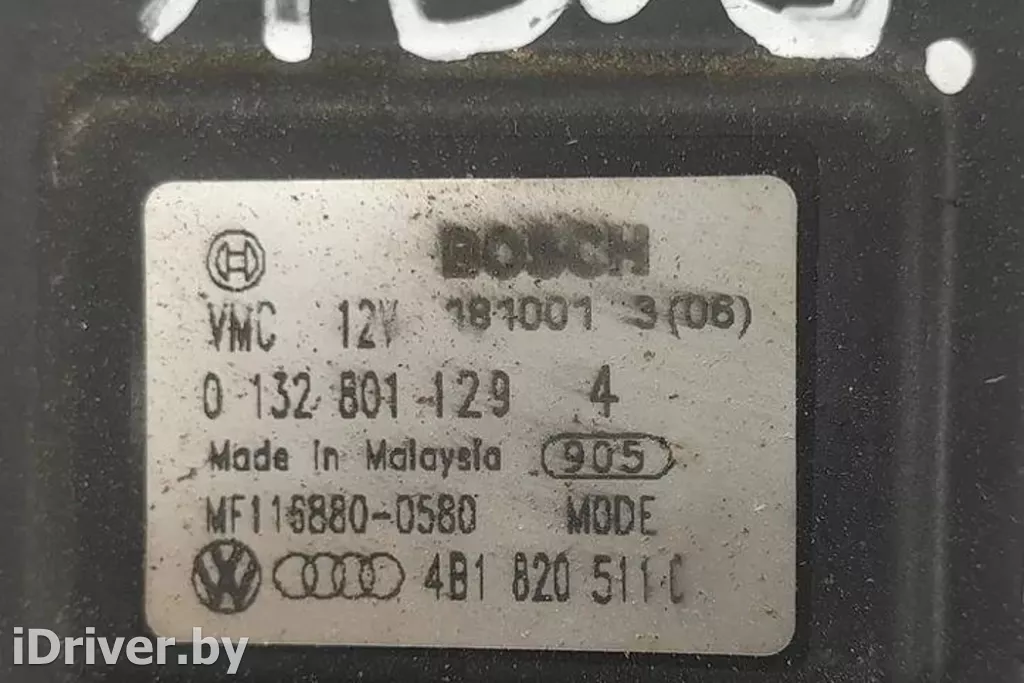 BOSCH
VMC 12V 181001 3(06)
0 132 801 129 4
Made in Malaysia 905
MF116880-0580 MODE
4B1 820 511 C
iDriver.by